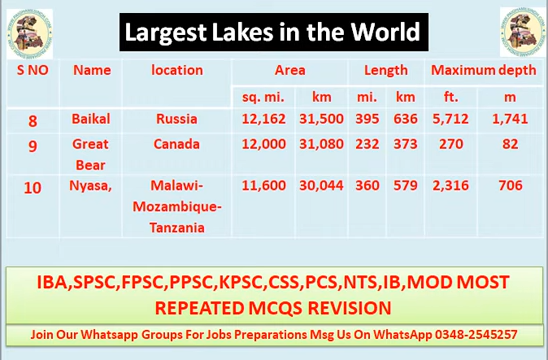 Largest Lakes in the World
S NO Name location Area Length Maximum depth
sq. mi. km mi. km ft. m
8 Baikal Russia 12,162 31,500 395 636 5,712 1,741
9 Great Canada 12,000 31,080 232 373 270 82
Bear
10 Nyasa, Malawi- 11,600 30,044 360 579 2,316 706
Mozambique-
Tanzania
IBA,SPSC,FPSC,PPSC,KPSC,CSS,PCS,NTS,IB,MOD MOST
REPEATED MCQS REVISION
Join Our Whatsapp Groups For Jobs Preparations Msg Us On WhatsApp 0348-2545257